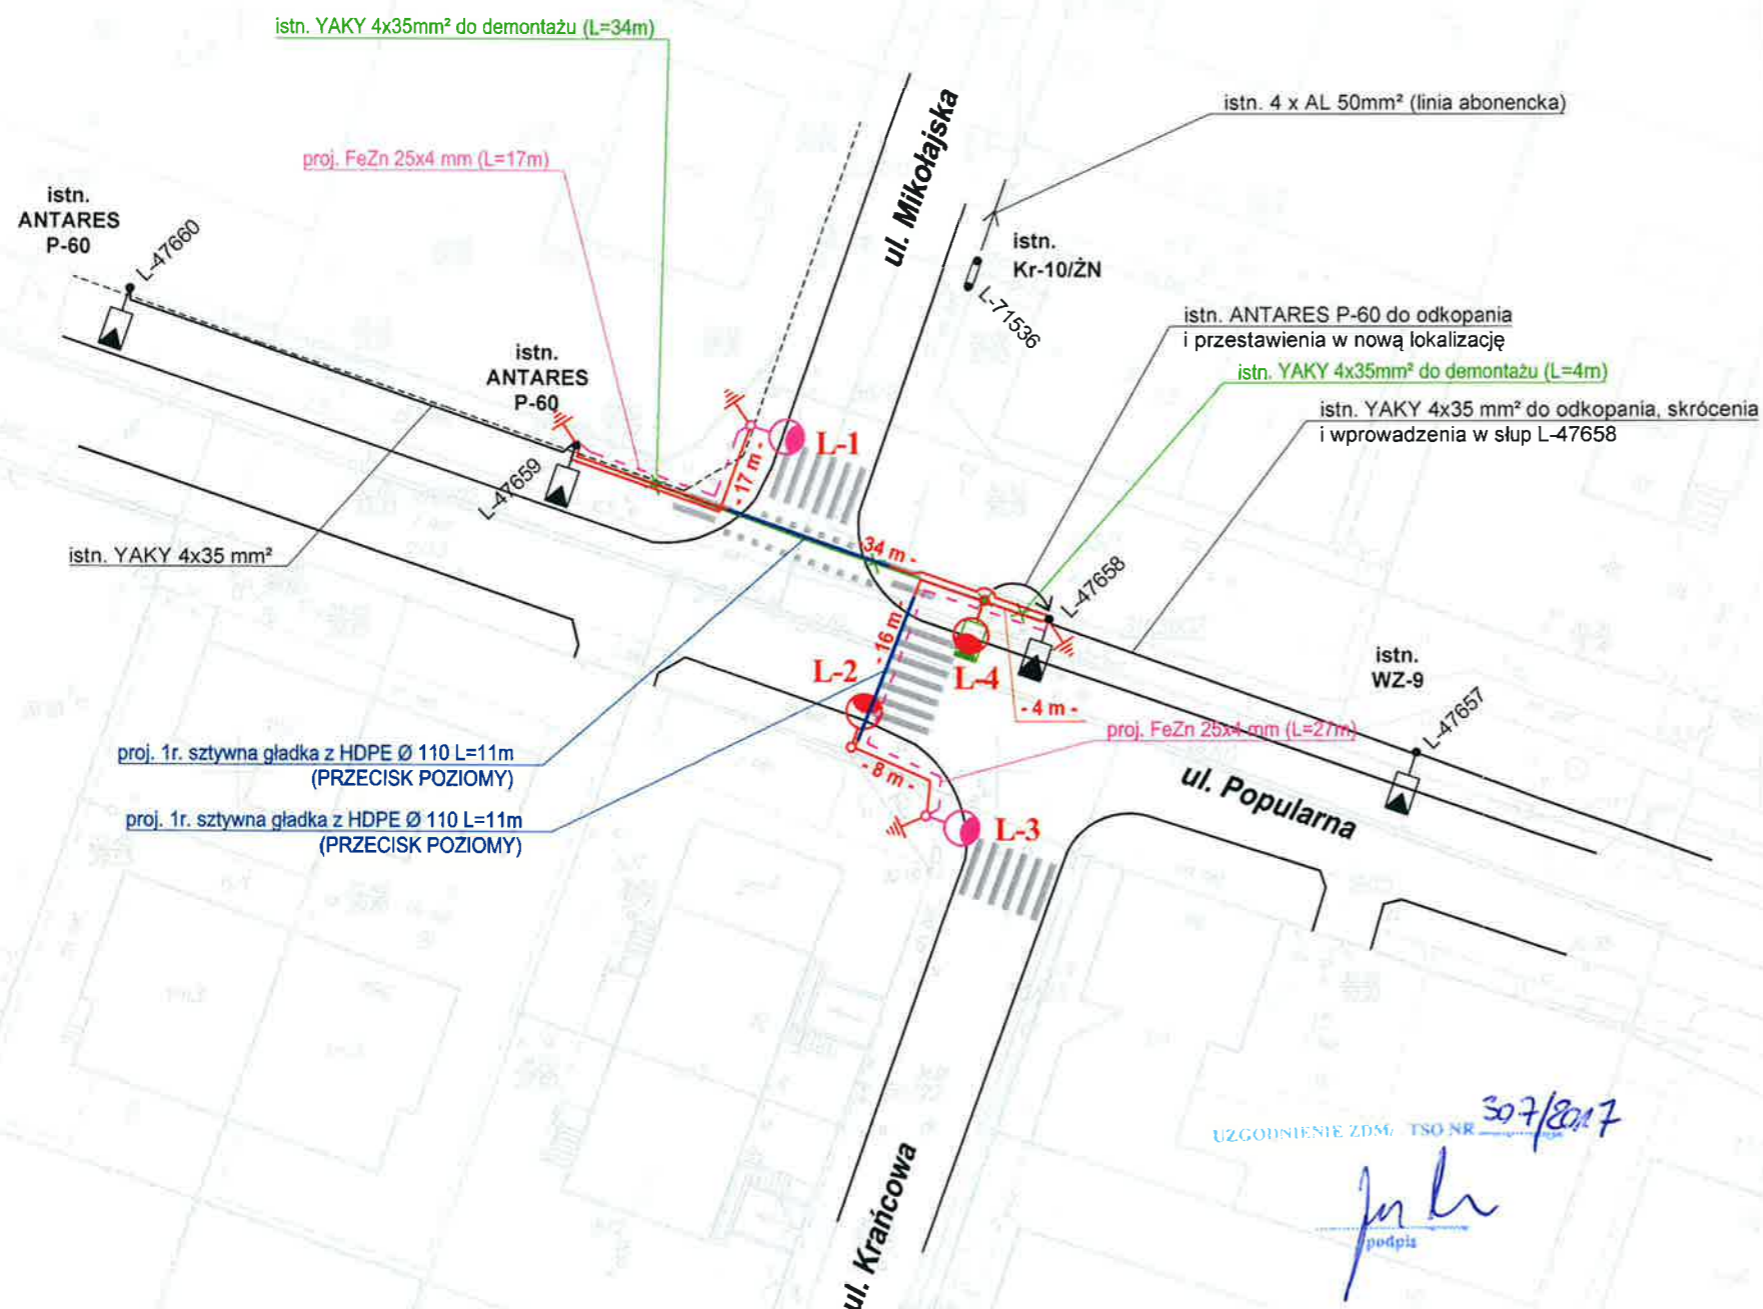 istn. YAKY 4x35mm² do demontażu (L=34m)
proj. FeZn 25x4 mm (L=17m)
istn.
ANTARES
P-60
L-47660
istn.
ANTARES
P-60
L-47659
istn. YAKY 4x35 mm²
ul. Mikołajska
istn. 4 x AL 50mm² (linia abonencka)
istn.
Kr-10/ŻN
L-71536
istn. ANTARES P-60 do odkopania
i przestawienia w nową lokalizację
istn. YAKY 4x35mm² do demontażu (L=4m)
istn. YAKY 4x35 mm² do odkopania, skrócenia
i wprowadzenia w słup L-47658
L-1
- 17 m -
34 m -
L-47658
- 16 m -
L-2
L-4
- 4 m -
istn.
WZ-9
L-47657
proj. FeZn 25x4 mm (L=27m)
- 8 m -
L-3
ul. Popularna
proj. 1r. sztywna gładka z HDPE Ø 110 L=11m
(PRZECISK POZIOMY)
proj. 1r. sztywna gładka z HDPE Ø 110 L=11m
(PRZECISK POZIOMY)
ul. Krańcowa
UZGODNIENIE ZDM, TSO NR 307/2017
podpis